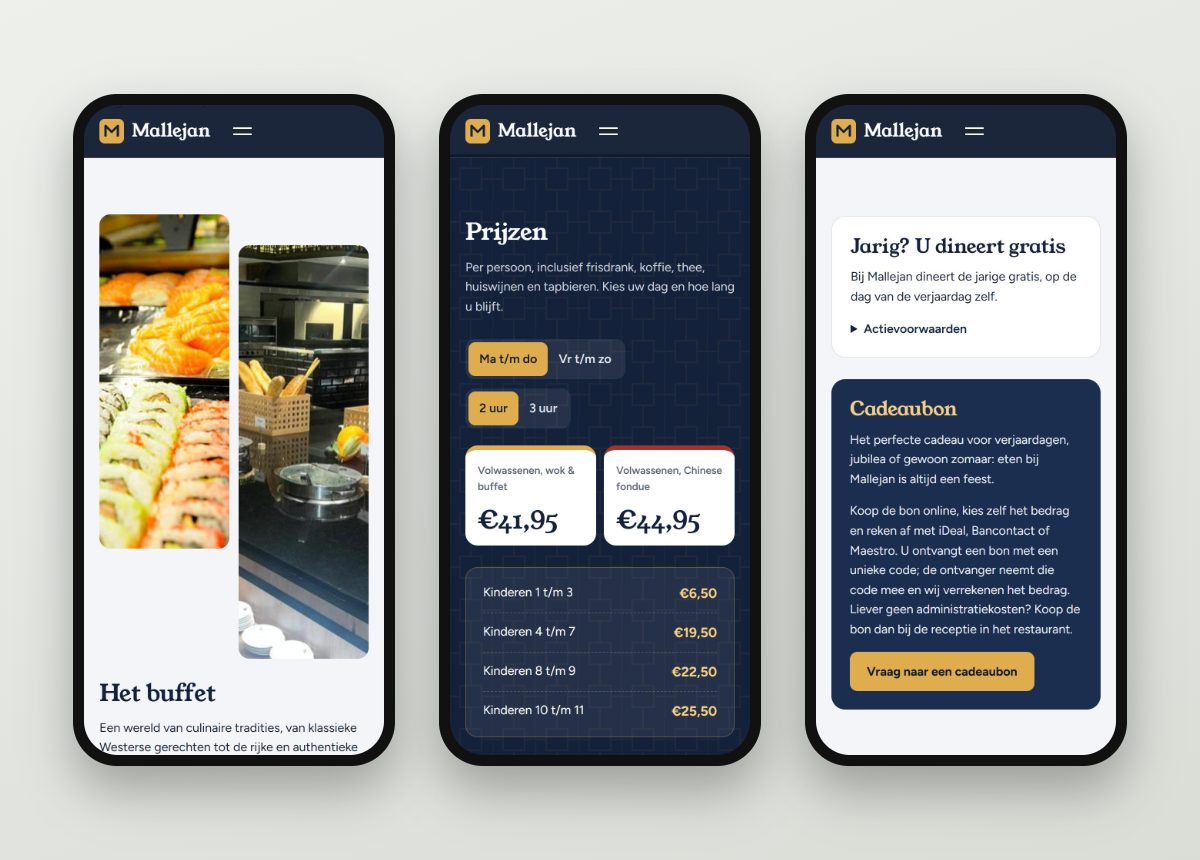 M Mallejan
Het buffet
Een wereld van culinaire tradities, van klassieke
Westerse gerechten tot de rijke en authentieke
M Mallejan
Prijzen
Per persoon, inclusief frisdrank, koffie, thee,
huiswijnen en tapbieren. Kies uw dag en hoe lang
u blijft.
Ma t/m do Vr t/m zo
2 uur 3 uur
Volwassenen, wok &
buffet
€41,95
Volwassenen, Chinese
fondue
€44,95
Kinderen 1 t/m 3 €6,50
Kinderen 4 t/m 7 €19,50
Kinderen 8 t/m 9 €22,50
Kinderen 10 t/m 11 €25,50
M Mallejan
Jarig? U dineert gratis
Bij Mallejan dineert de jarige gratis, op de
dag van de verjaardag zelf.
Actievoorwaarden
Cadeaubon
Het perfecte cadeau voor verjaardagen,
jubilea of gewoon zomaar: eten bij
Mallejan is altijd een feest.
Koop de bon online, kies zelf het bedrag
en reken af met iDeal, Bancontact of
Maestro. U ontvangt een bon met een
unieke code; de ontvanger neemt die
code mee en wij verrekenen het bedrag.
Liever geen administratiekosten? Koop de
bon dan bij de receptie in het restaurant.
Vraag naar een cadeaubon